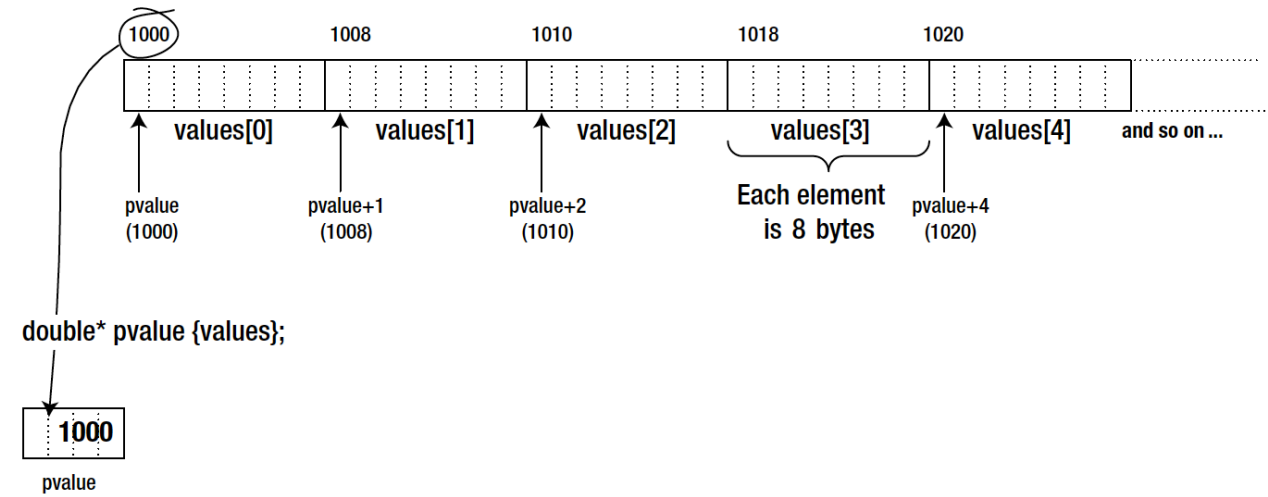 1000 1008 1010 1018 1020
values[0] values[1] values[2] values[3] values[4] and so on ...
pvalue pvalue+1 pvalue+2 Each element pvalue+4
(1000) (1008) (1010) is 8 bytes (1020)
double* pvalue {values};
1000
pvalue